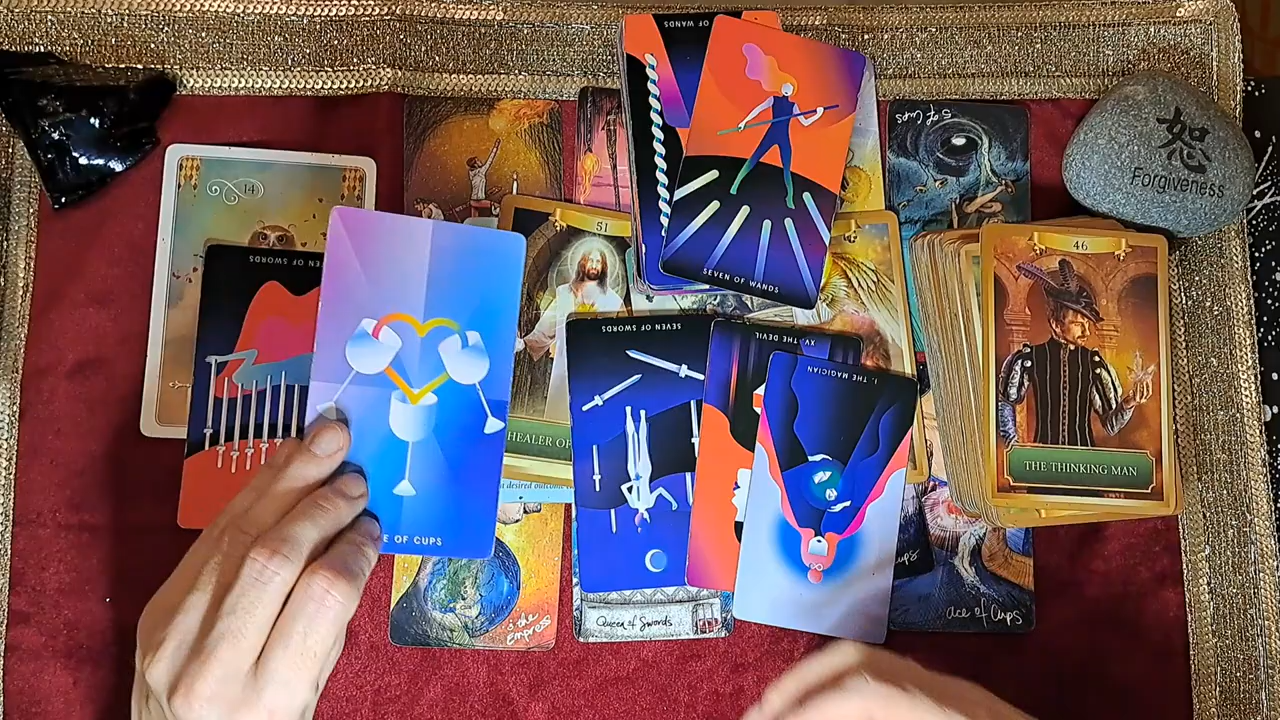 OF WANDS
5 of Cups
恕
Forgiveness
14
51
46
EN OF SWORDS
SEVEN OF WANDS
SEVEN OF SWORDS
XV. THE DEVIL
I. THE MAGICIAN
HEALER OF
THE THINKING MAN
desired outcome
E OF CUPS
ups
3 the
Empress
Queen of Swords
ace of Cups